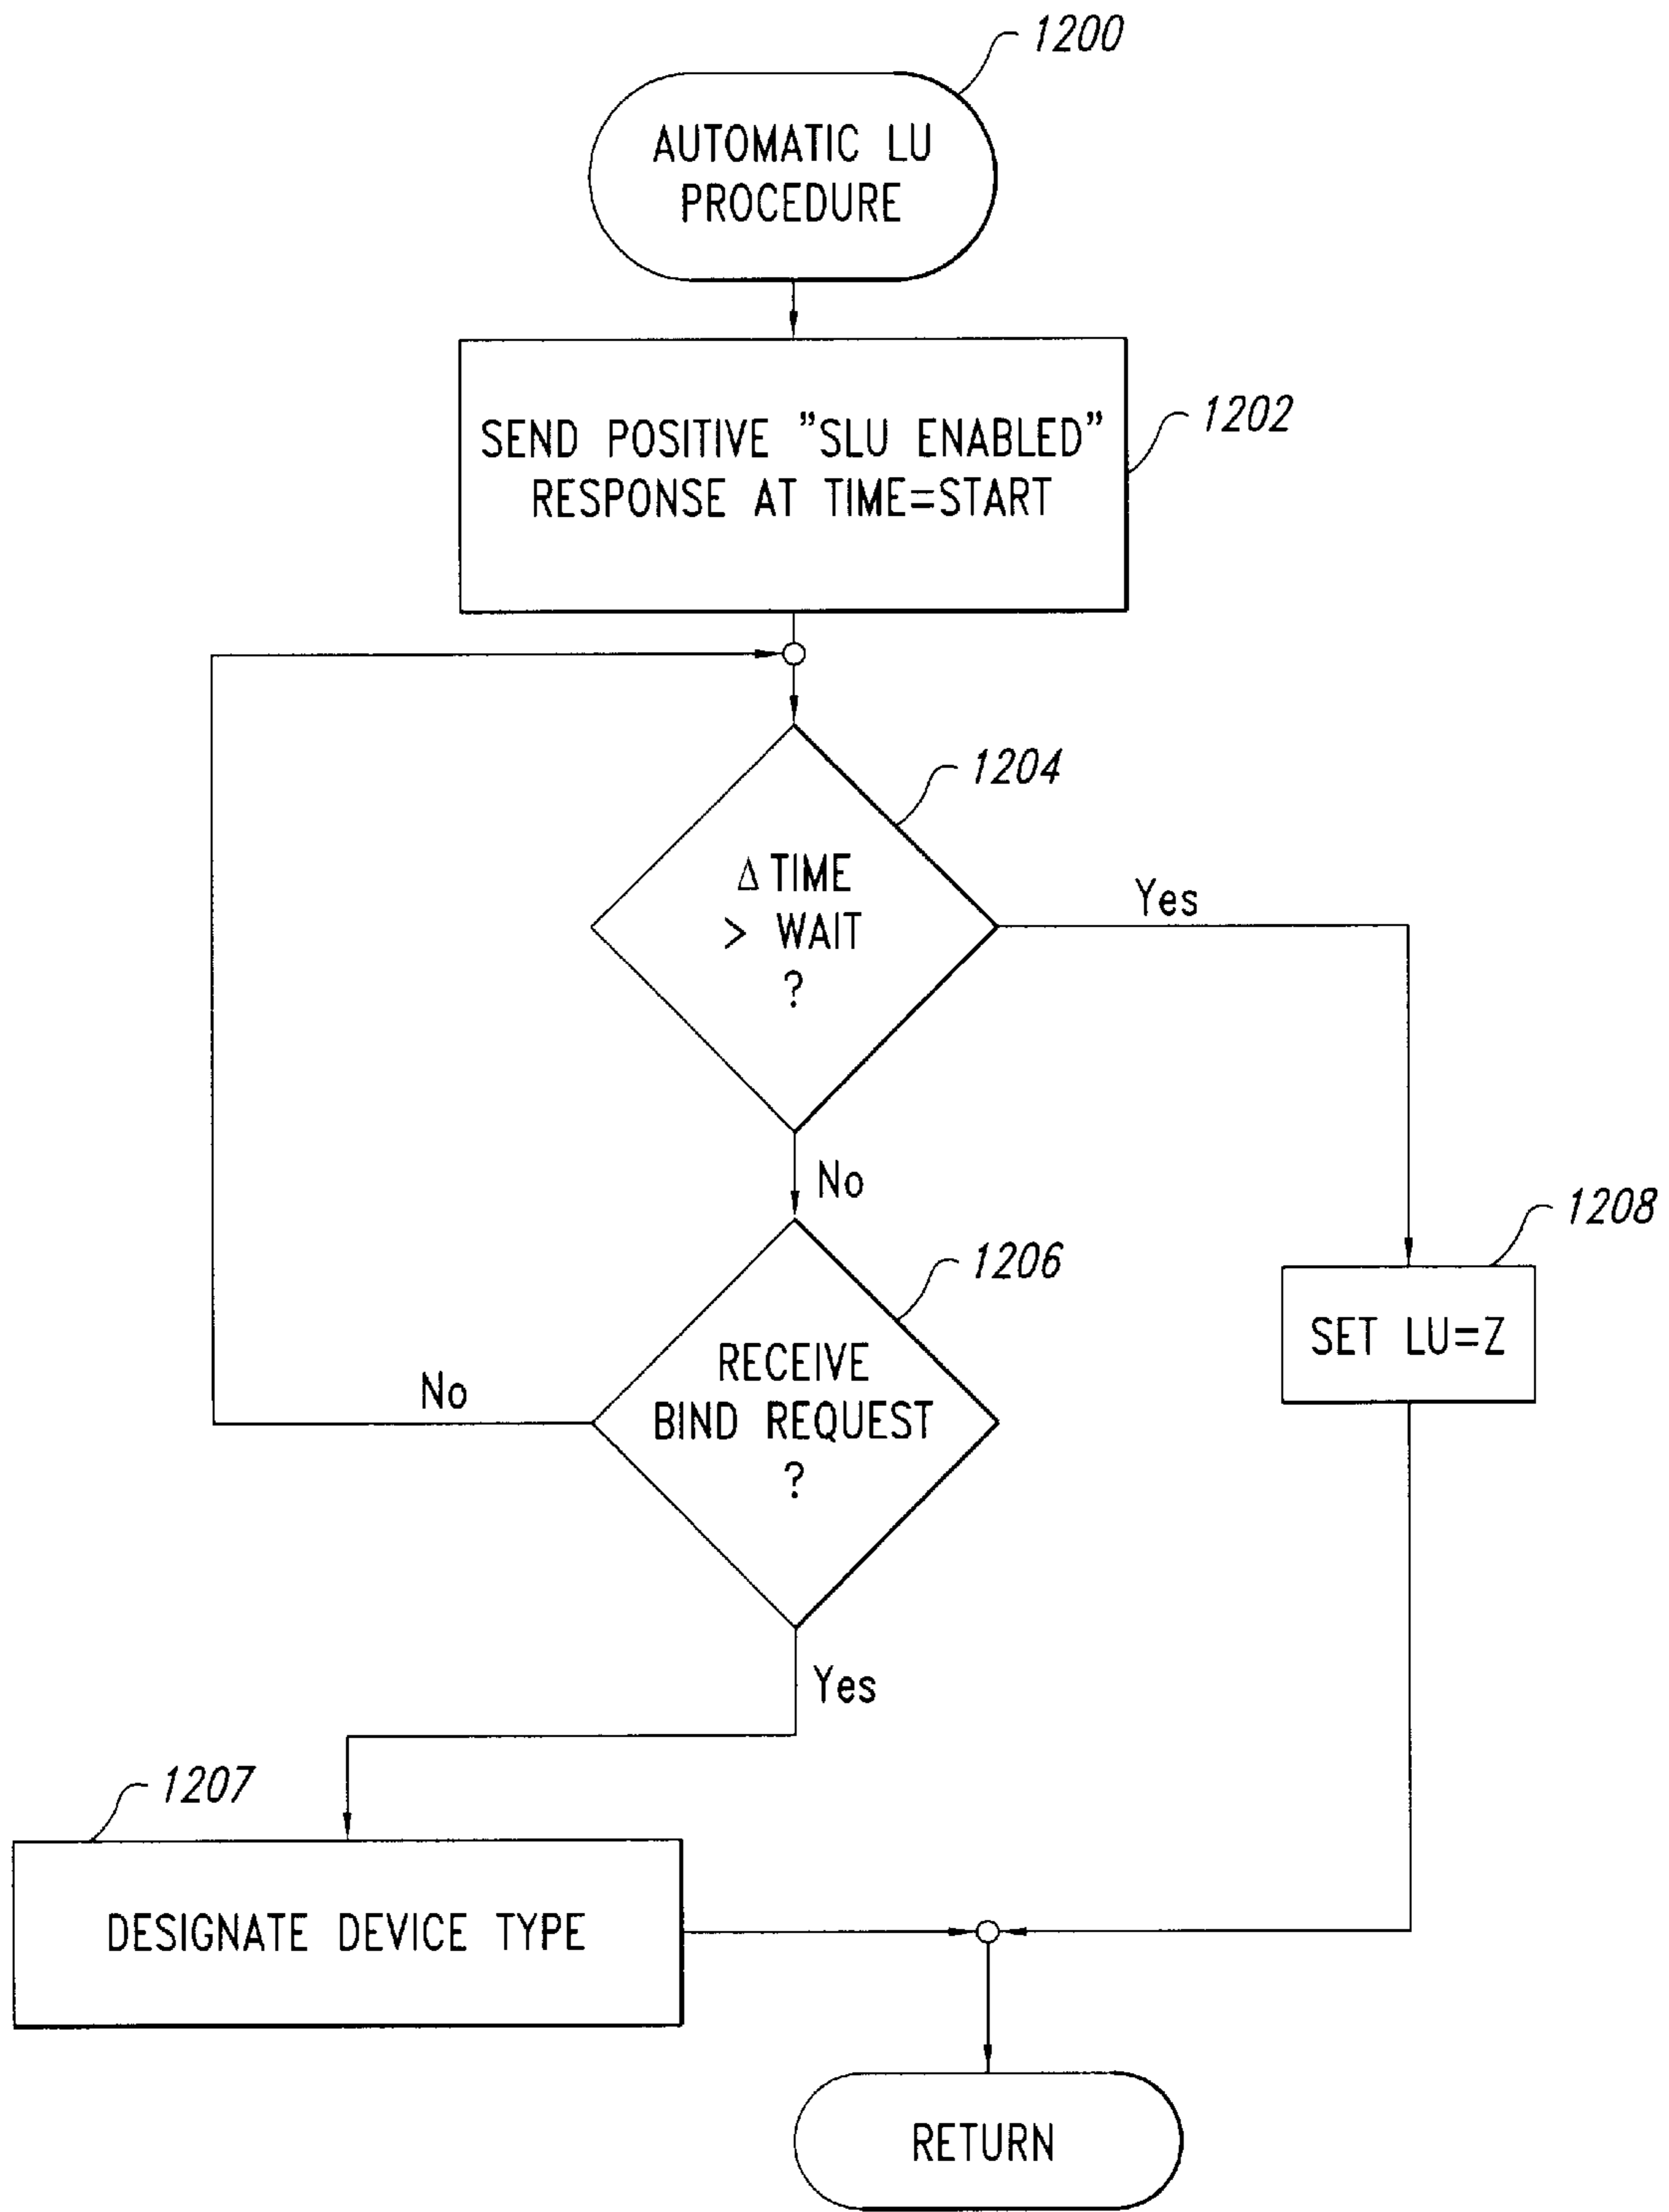 1200
AUTOMATIC LU
PROCEDURE
SEND POSITIVE ”SLU ENABLED”
RESPONSE AT TIME=START
1202
1204
Δ TIME
> WAIT
?
Yes
No
1206
RECEIVE
BIND REQUEST
?
No
1208
SET LU=Z
Yes
1207
DESIGNATE DEVICE TYPE
RETURN